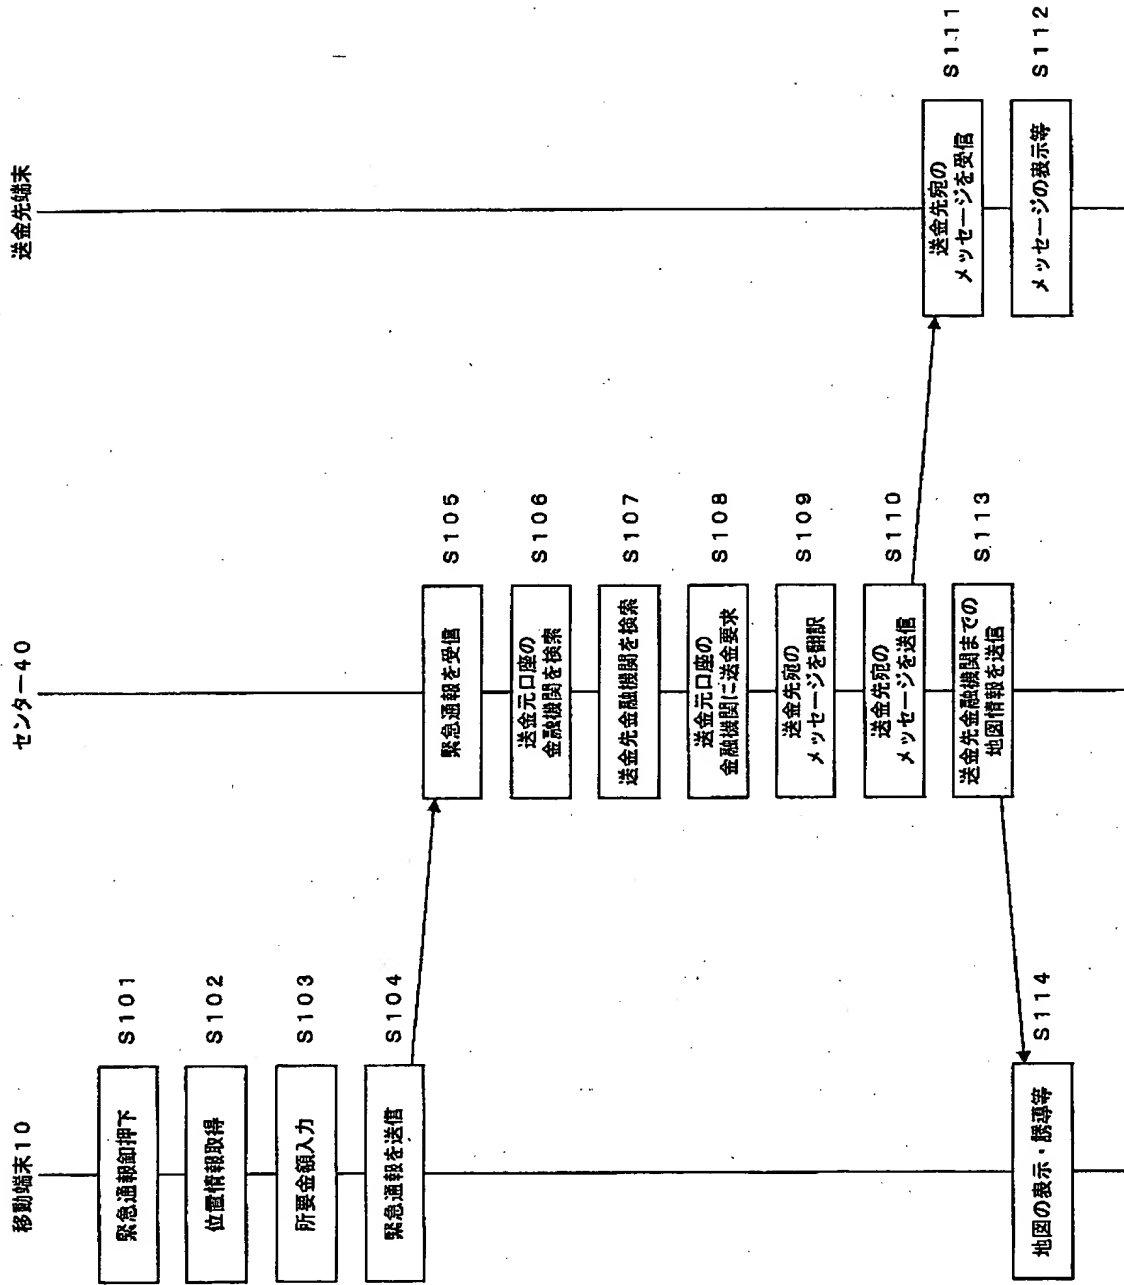 移動端末10
センター40
送金先端末
緊急通報釦押下
S101
位置情報取得
S102
所要金額入力
S103
緊急通報を送信
S104
緊急通報を受信
S105
送金元口座の
金融機関を検索
S106
送金先金融機関を検索
S107
送金元口座の
金融機関に送金要求
S108
送金先宛の
メッセージを翻訳
S109
送金先宛の
メッセージを送信
S110
送金先宛の
メッセージを受信
S111
メッセージの表示等
S112
送金先金融機関までの
地図情報を送信
S113
地図の表示・誘導等
S114